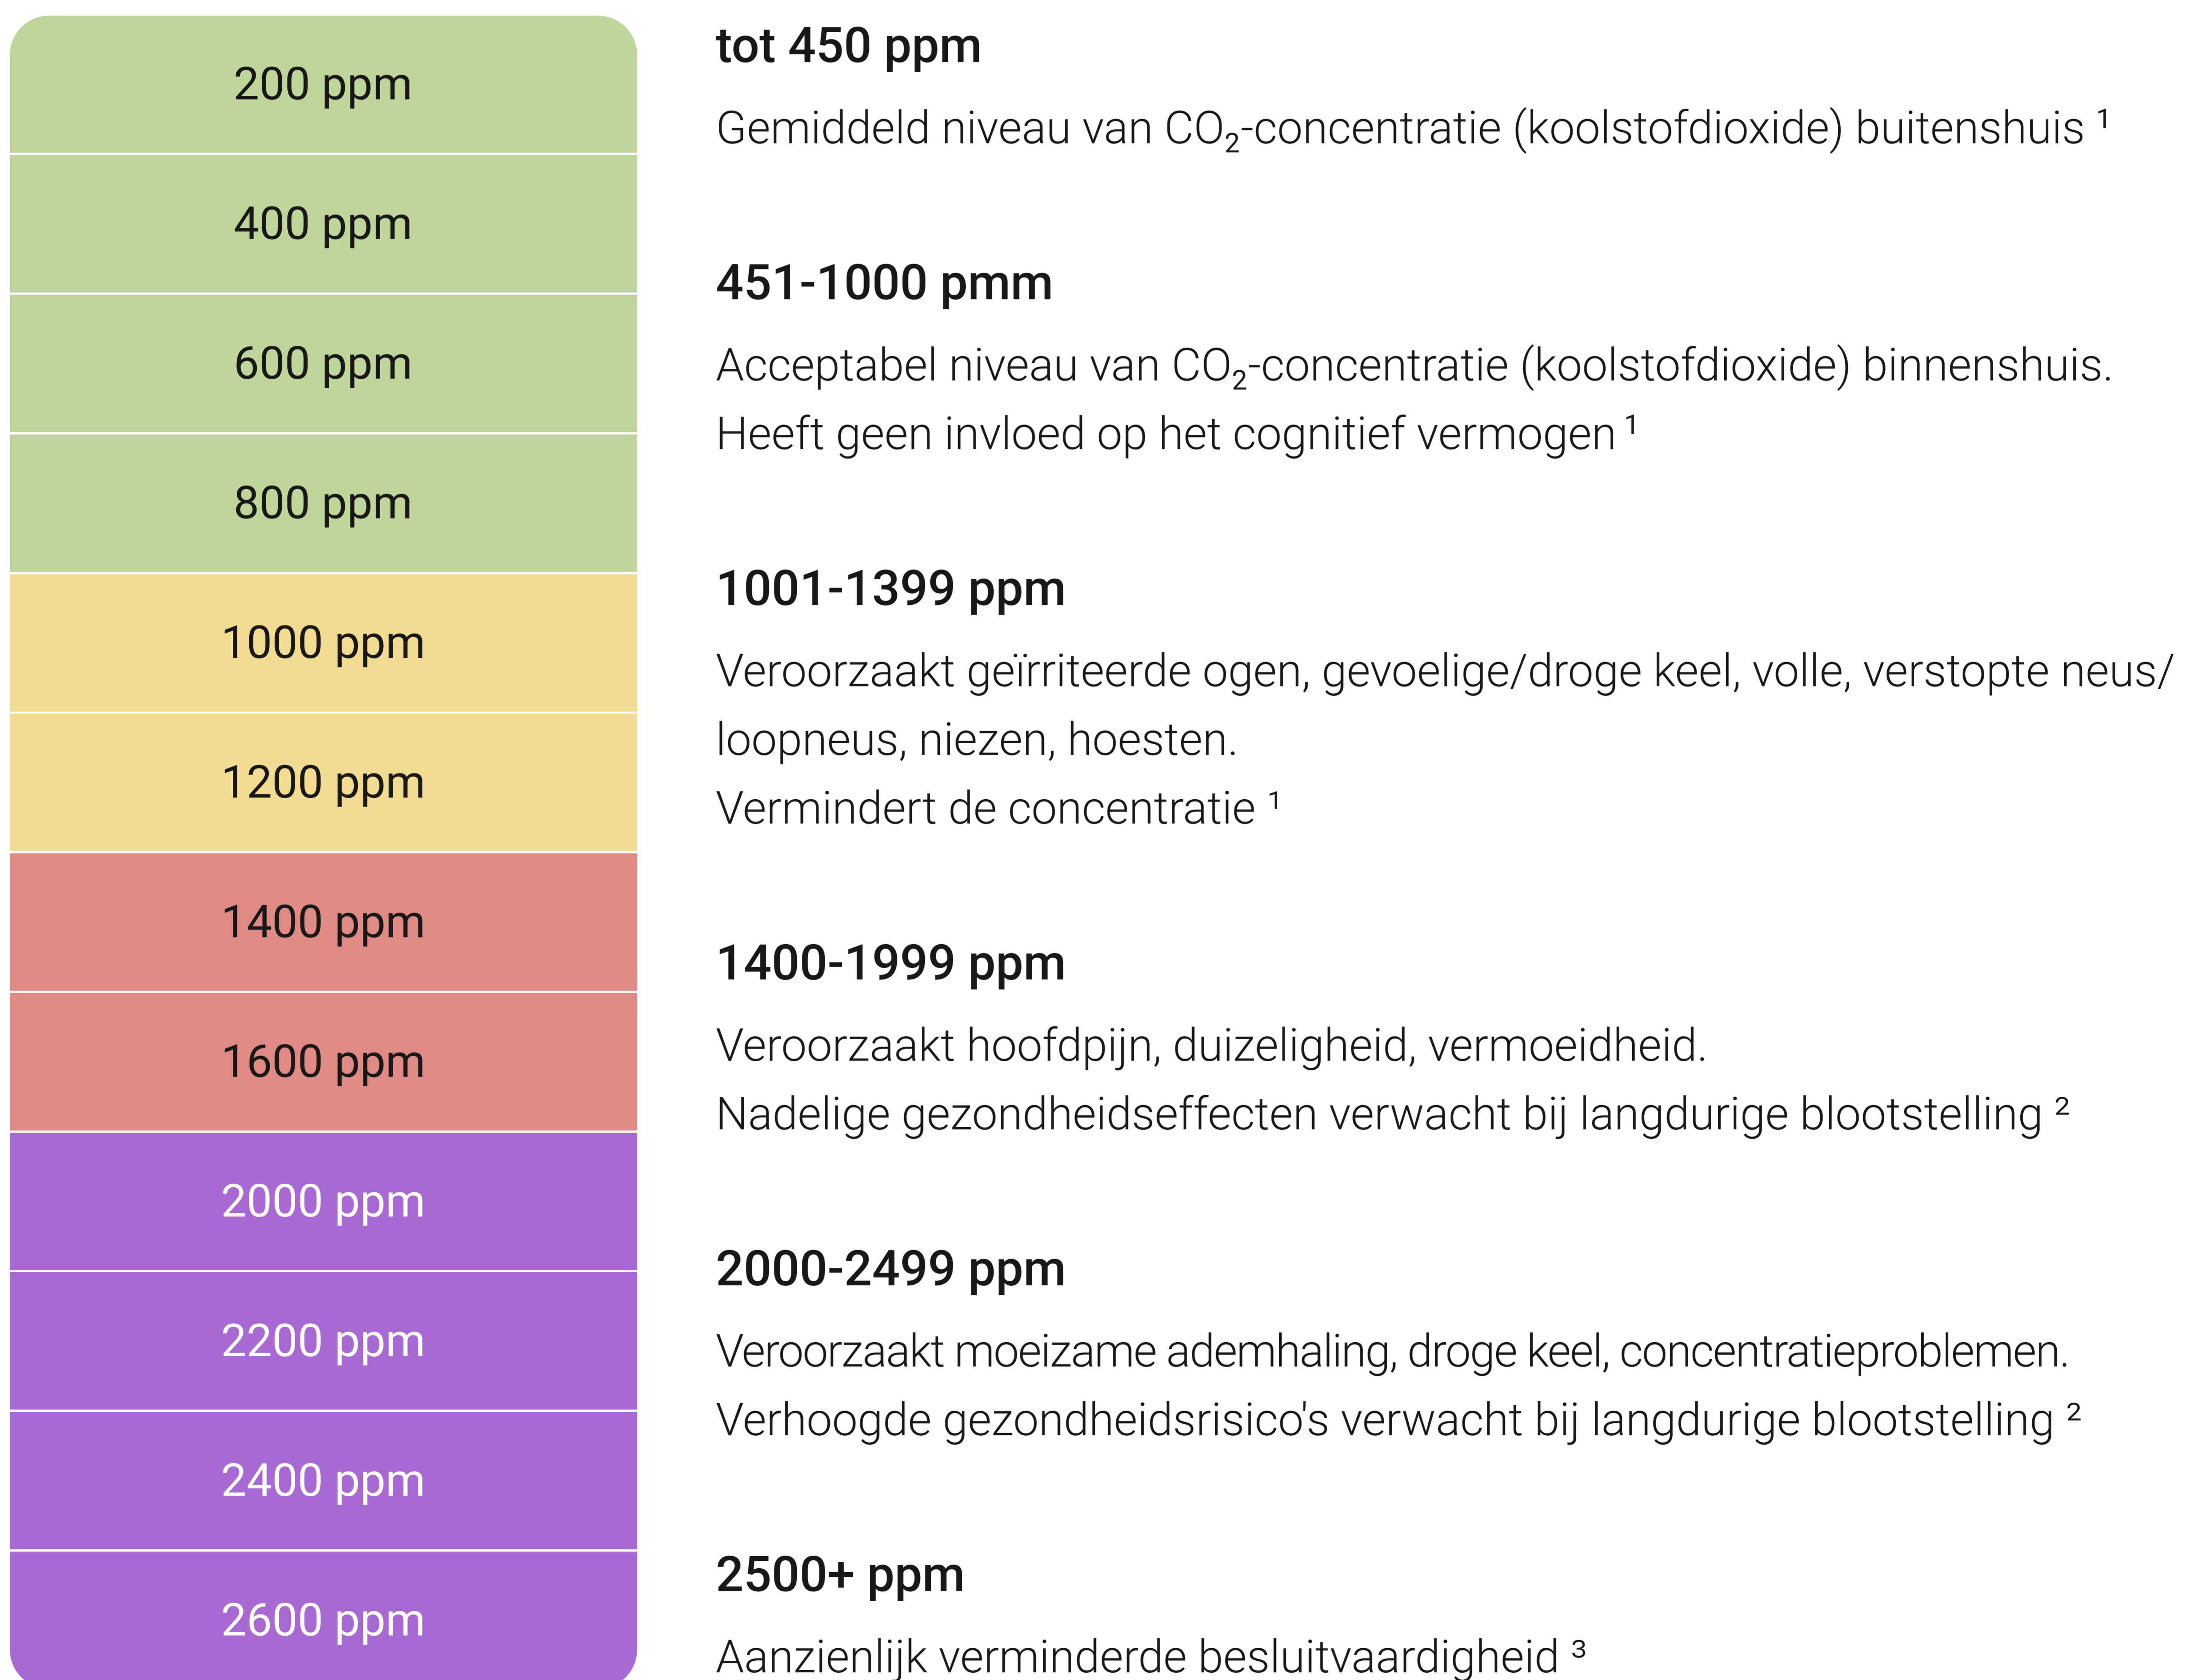 200 ppm
400 ppm
600 ppm
800 ppm
1000 ppm
1200 ppm
1400 ppm
1600 ppm
2000 ppm
2200 ppm
2400 ppm
2600 ppm
tot 450 ppm
Gemiddeld niveau van CO₂-concentratie (koolstofdioxide) buitenshuis ¹
451-1000 pmm
Acceptabel niveau van CO₂-concentratie (koolstofdioxide) binnenshuis.
Heeft geen invloed op het cognitief vermogen ¹
1001-1399 ppm
Veroorzaakt geïrriteerde ogen, gevoelige/droge keel, volle, verstopte neus/
loopneus, niezen, hoesten.
Vermindert de concentratie ¹
1400-1999 ppm
Veroorzaakt hoofdpijn, duizeligheid, vermoeidheid.
Nadelige gezondheidseffecten verwacht bij langdurige blootstelling ²
2000-2499 ppm
Veroorzaakt moeizame ademhaling, droge keel, concentratieproblemen.
Verhoogde gezondheidsrisico's verwacht bij langdurige blootstelling ²
2500+ ppm
Aanzienlijk verminderde besluitvaardigheid ³